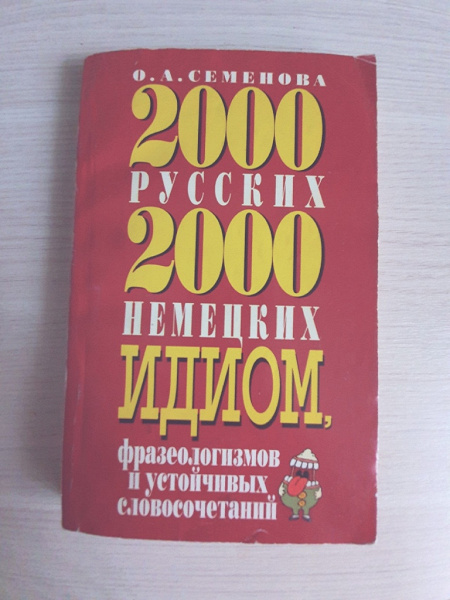 О.А.СЕМЕНОВА
2000
РУССКИХ
2000
НЕМЕЦКИХ
ИДИОМ,
фразеологизмов
и устойчивых
словосочетаний